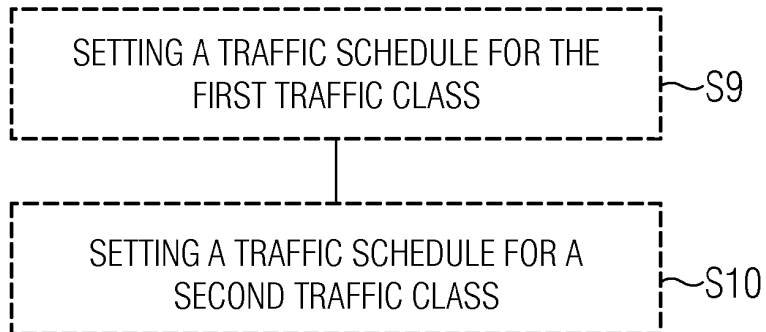 SETTING A TRAFFIC SCHEDULE FOR THE
FIRST TRAFFIC CLASS
S9
SETTING A TRAFFIC SCHEDULE FOR A
SECOND TRAFFIC CLASS
S10